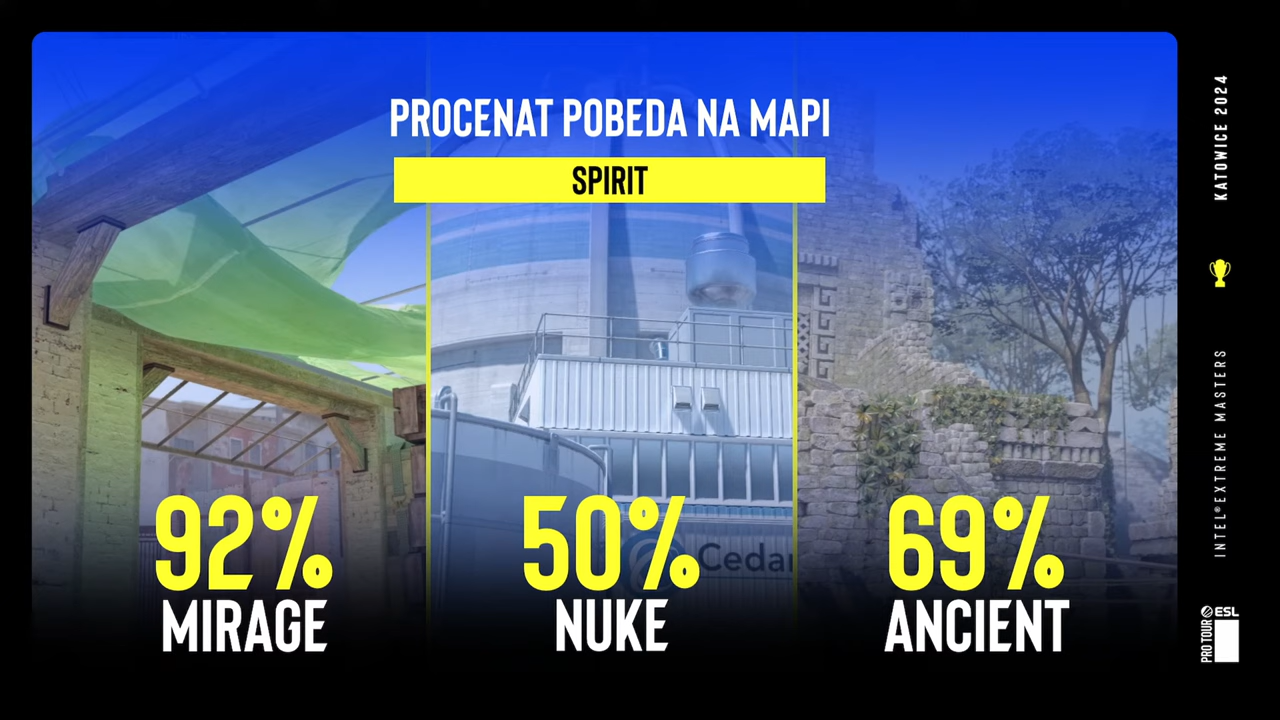 PROCENAT POBEDA NA MAPI
SPIRIT
92%
MIRAGE
50%
NUKE
69%
ANCIENT
Cedar
KATOWICE 2024
INTEL® EXTREME MASTERS
ESL
PRO TOUR